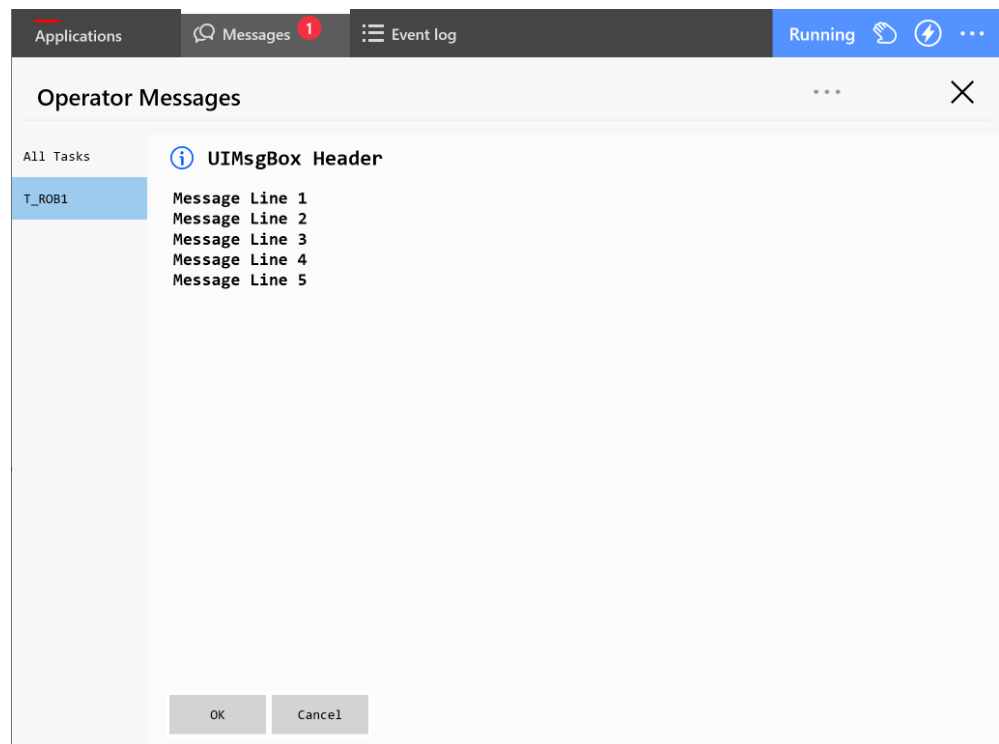 Applications Messages 1 Event log Running
Operator Messages
All Tasks
T_ROB1
UIMsgBox Header
Message Line 1
Message Line 2
Message Line 3
Message Line 4
Message Line 5
OK Cancel